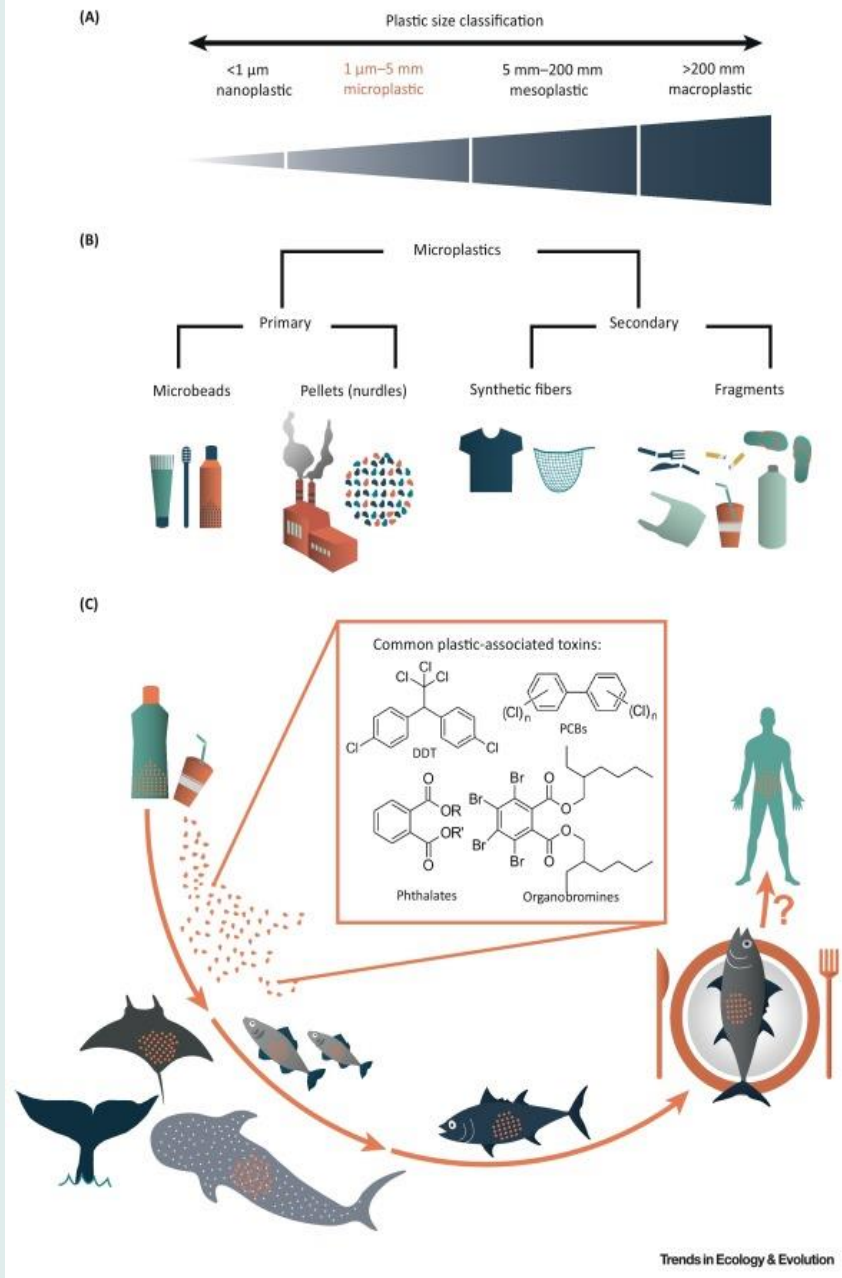 (A)
Plastic size classification
<1 µm
nanoplastic
1 µm–5 mm
microplastic
5 mm–200 mm
mesoplastic
>200 mm
macroplastic
(B)
Microplastics
Primary
Secondary
Microbeads
Pellets (nurdles)
Synthetic fibers
Fragments
(C)
Common plastic-associated toxins:
Cl
Cl
Cl
Cl
Cl
DDT
(Cl)n
(Cl)n
PCBs
O
OR
OR'
O
Phthalates
Br
Br
Br
Br
O
O
O
O
Organobromines
?
Trends in Ecology & Evolution